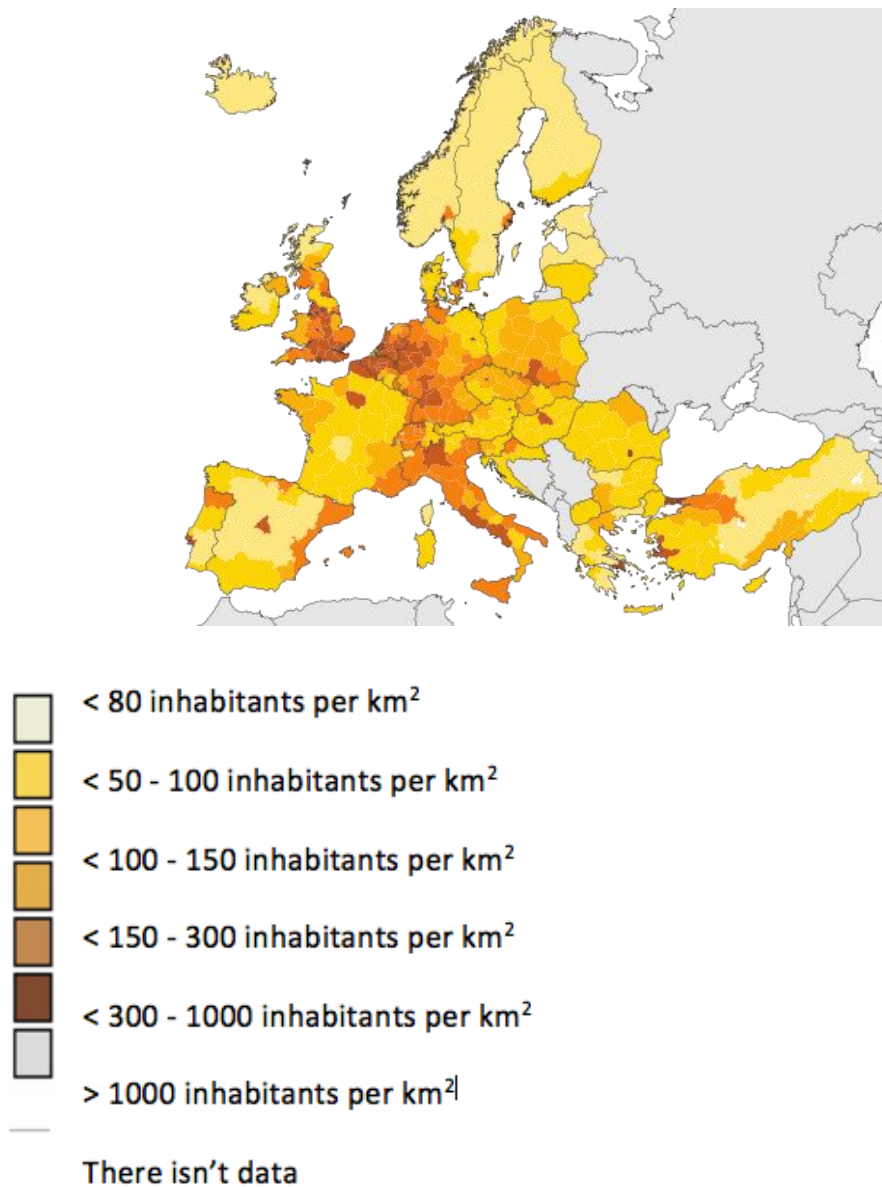 < 80 inhabitants per km²
< 50 - 100 inhabitants per km²
< 100 - 150 inhabitants per km²
< 150 - 300 inhabitants per km²
< 300 - 1000 inhabitants per km²
> 1000 inhabitants per km²
There isn't data